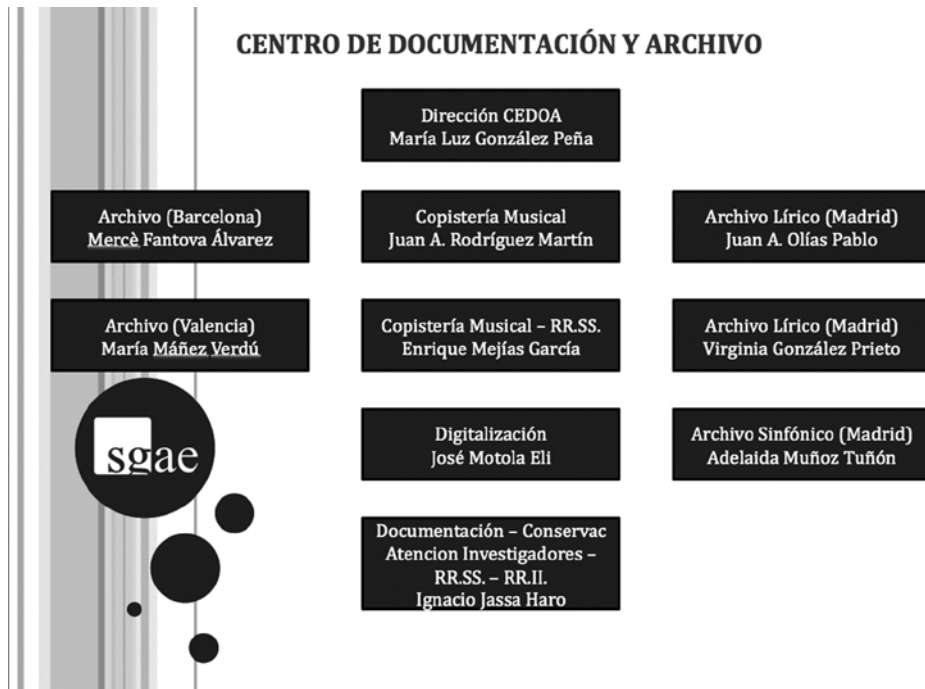 CENTRO DE DOCUMENTACIÓN Y ARCHIVO
Dirección CEDOA
María Luz González Peña
Archivo (Barcelona)
Mercè Fantova Álvarez
Copistería Musical
Juan A. Rodríguez Martín
Archivo Lírico (Madrid)
Juan A. Olías Pablo
Archivo (Valencia)
María Máñez Verdú
Copistería Musical – RR.SS.
Enrique Mejías García
Archivo Lírico (Madrid)
Virginia González Prieto
sgae
Digitalización
José Motola Eli
Archivo Sinfónico (Madrid)
Adelaida Muñoz Tuñón
Documentación – Conservac
Atencion Investigadores –
RR.SS. – RR.II.
Ignacio Jassa Haro